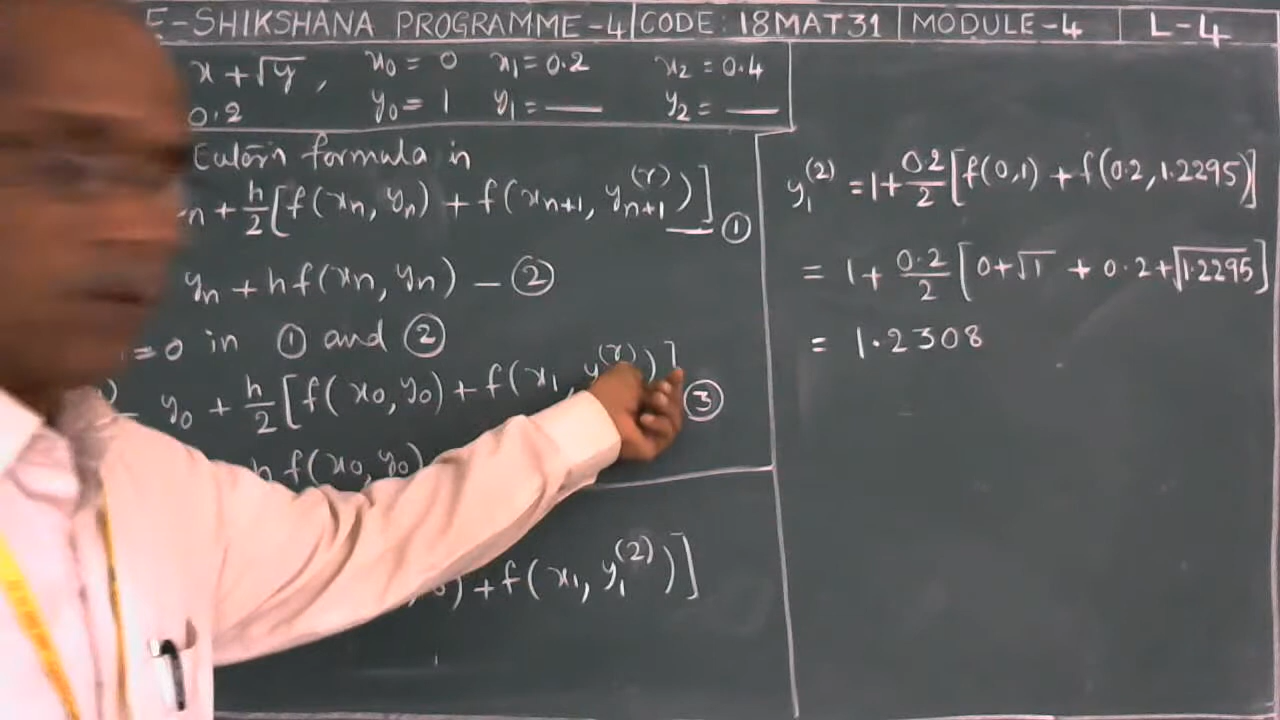 E-SHIKSHANA PROGRAMME-4 CODE: 18MAT31 MODULE-4 L-4
x+√y, x₀ = 0 x₁=0.2 x₂ = 0.4
0.2 y₀= 1 y₁= __ y₂ = __
formula is
n + h/2[f(xₙ, yₙ) + f(xₙ₊₁, yₙ₊₁^(r))] __ ①
yₙ + hf(xₙ, yₙ) - ②
=0 in ① and ②
y₀ + h/2[f(x₀, y₀) + f(x₁, y^(r))] ③
h f(x₀, y₀)
) + f(x₁, y₁^(2))]
y₁^(2) = 1+ 0.2/2 [f(0,1) + f(0.2, 1.2295)]
= 1+ 0.2/2 [0+√1 + 0.2+√1.2295]
= 1.2308